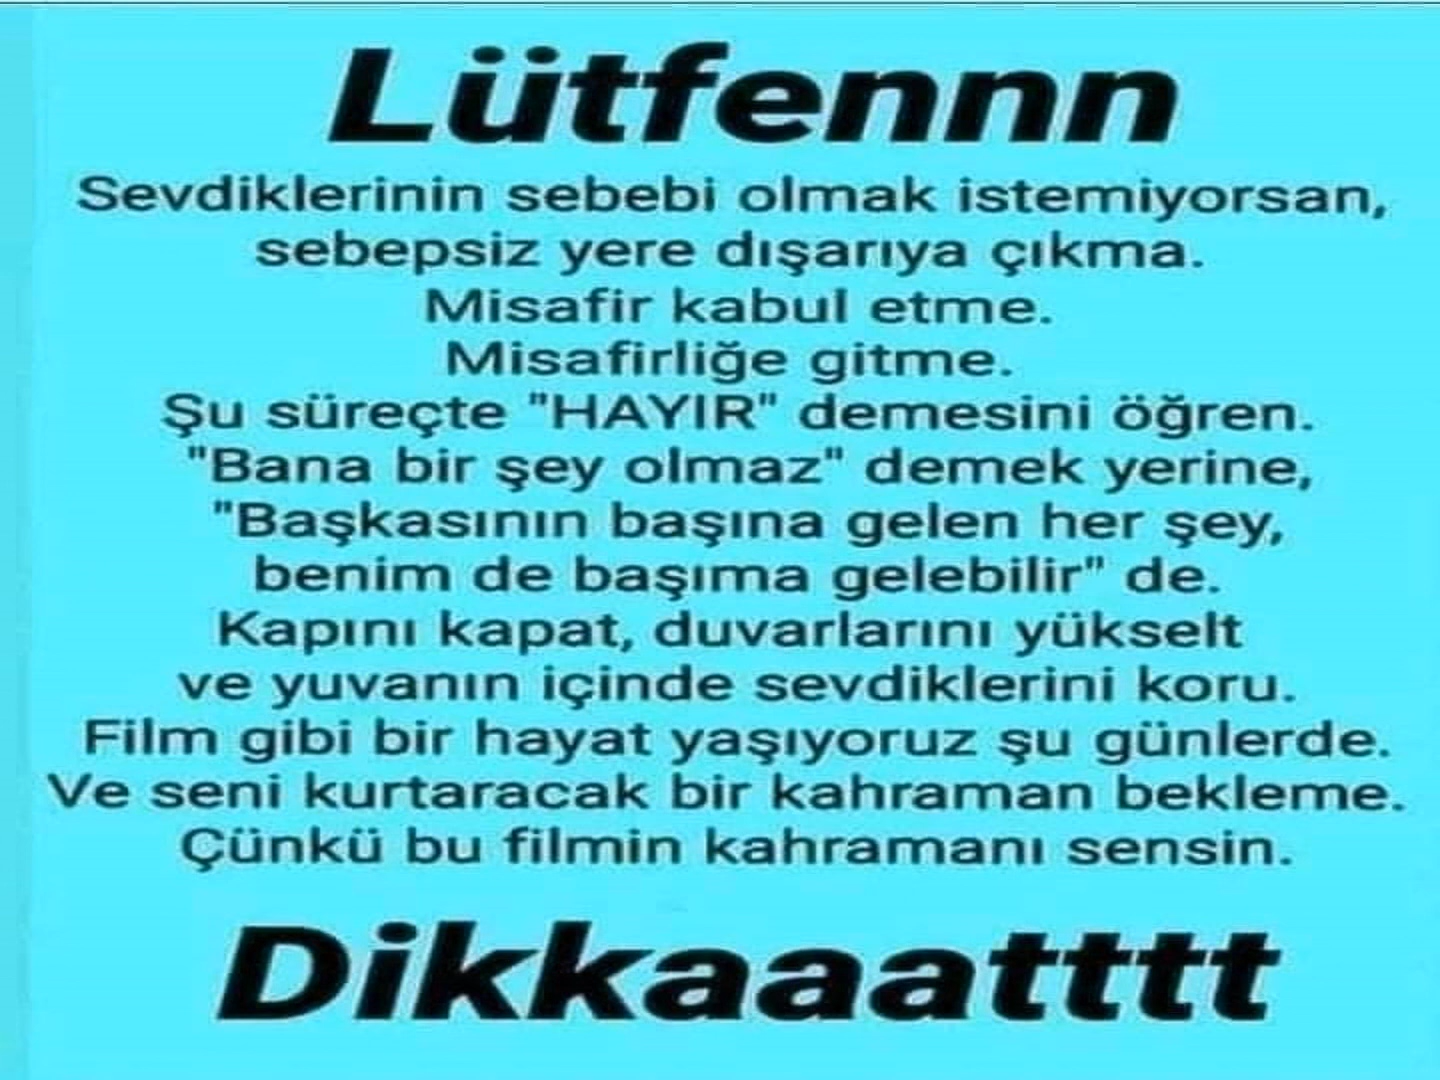 Lütfennn
Sevdiklerinin sebebi olmak istemiyorsan,
sebepsiz yere dışarıya çıkma.
Misafir kabul etme.
Misafirliğe gitme.
Şu süreçte "HAYIR" demesini öğren.
"Bana bir şey olmaz" demek yerine,
"Başkasının başına gelen her şey,
benim de başıma gelebilir" de.
Kapını kapat, duvarlarını yükselt
ve yuvanın içinde sevdiklerini koru.
Film gibi bir hayat yaşıyoruz şu günlerde.
Ve seni kurtaracak bir kahraman bekleme.
Çünkü bu filmin kahramanı sensin.
Dikkaaatttt